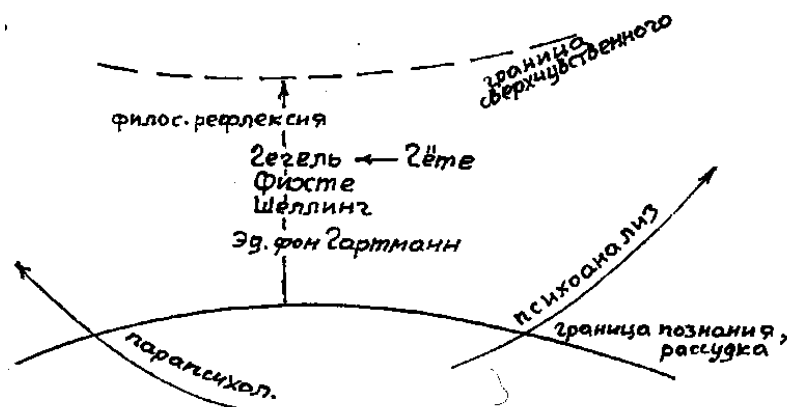 граница
сверхчувственного
филос. рефлексия
Гегель ← Гёте
Фихте
Шеллинг
Эд. фон Гартманн
психоанализ
граница познания,
рассудка
парапсихол.